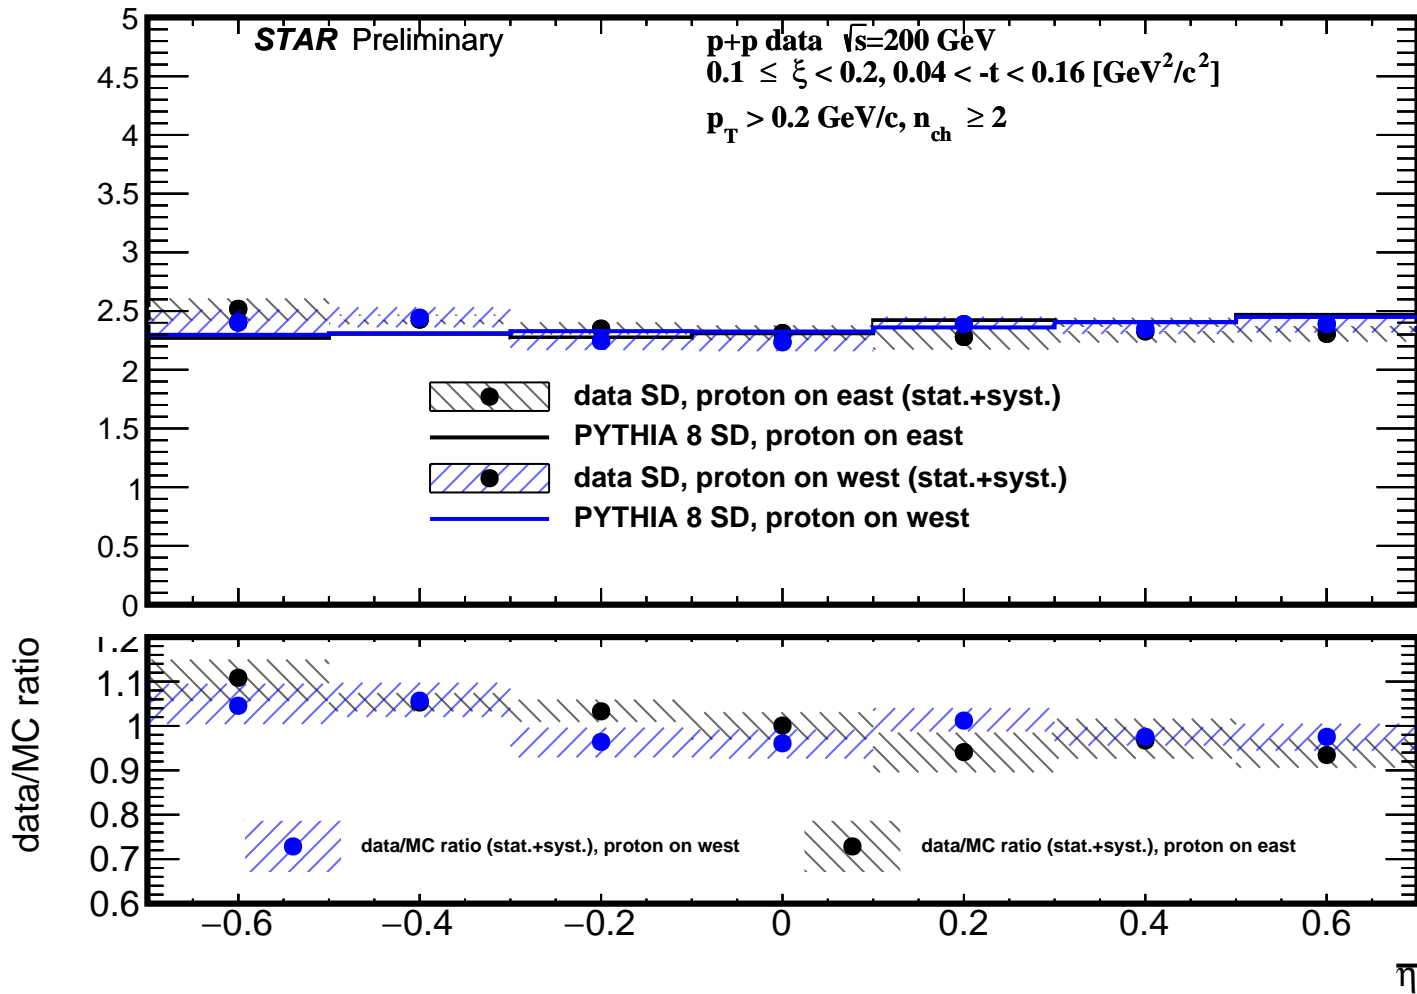 STAR Preliminary
p+p data √s=200 GeV
0.1 ≤ ξ < 0.2, 0.04 < -t < 0.16 [GeV²/c²]
p_T > 0.2 GeV/c, n_ch ≥ 2
5
4.5
4
3.5
3
2.5
2
1.5
1
0.5
0
data SD, proton on east (stat.+syst.)
PYTHIA 8 SD, proton on east
data SD, proton on west (stat.+syst.)
PYTHIA 8 SD, proton on west
data/MC ratio
1.2
1.1
1
0.9
0.8
0.7
0.6
data/MC ratio (stat.+syst.), proton on west
data/MC ratio (stat.+syst.), proton on east
−0.6 −0.4 −0.2 0 0.2 0.4 0.6
η̅